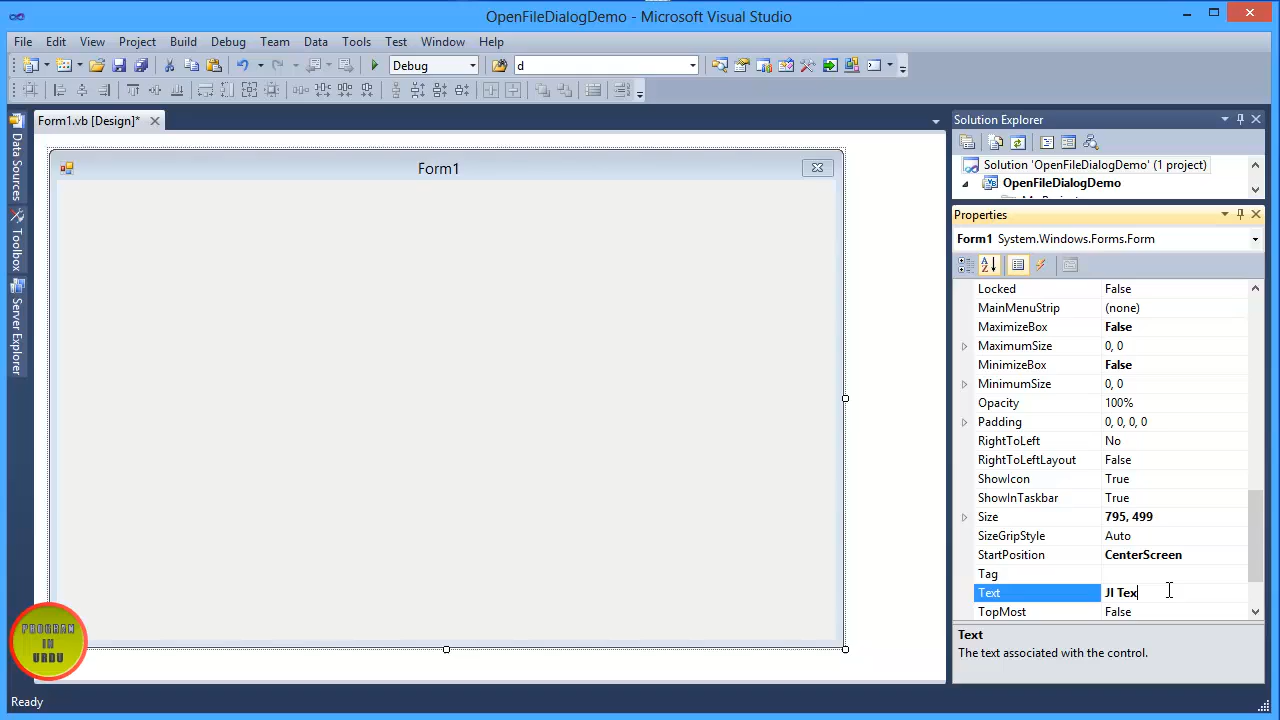 OpenFileDialogDemo - Microsoft Visual Studio
File Edit View Project Build Debug Team Data Tools Test Window Help
Debug d
Form1.vb [Design]*
Data Sources
Toolbox
Server Explorer
Form1
Solution Explorer
Solution 'OpenFileDialogDemo' (1 project)
OpenFileDialogDemo
Properties
Form1 System.Windows.Forms.Form
Locked False
MainMenuStrip (none)
MaximizeBox False
MaximumSize 0, 0
MinimizeBox False
MinimumSize 0, 0
Opacity 100%
Padding 0, 0, 0, 0
RightToLeft No
RightToLeftLayout False
ShowIcon True
ShowInTaskbar True
Size 795, 499
SizeGripStyle Auto
StartPosition CenterScreen
Tag
Text JI Tex
TopMost False
Text
The text associated with the control.
PROGRAM
IN
URDU
Ready